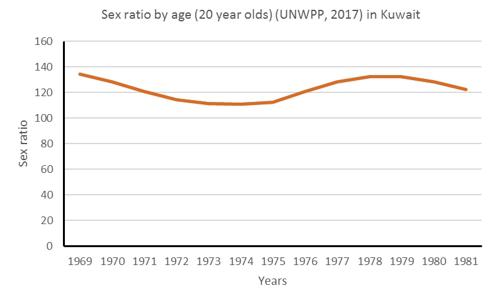 Sex ratio by age (20 year olds) (UNWPP, 2017) in Kuwait
160
140
120
100
80
60
40
20
0
Sex ratio
1969 1970 1971 1972 1973 1974 1975 1976 1977 1978 1979 1980 1981
Years